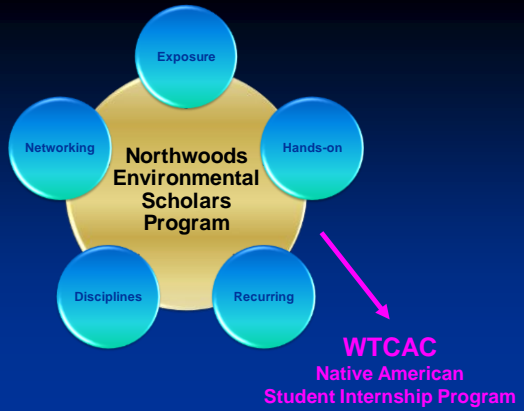 Exposure
Networking
Northwoods
Environmental
Scholars
Program
Hands-on
Disciplines
Recurring
WTCAC
Native American
Student Internship Program